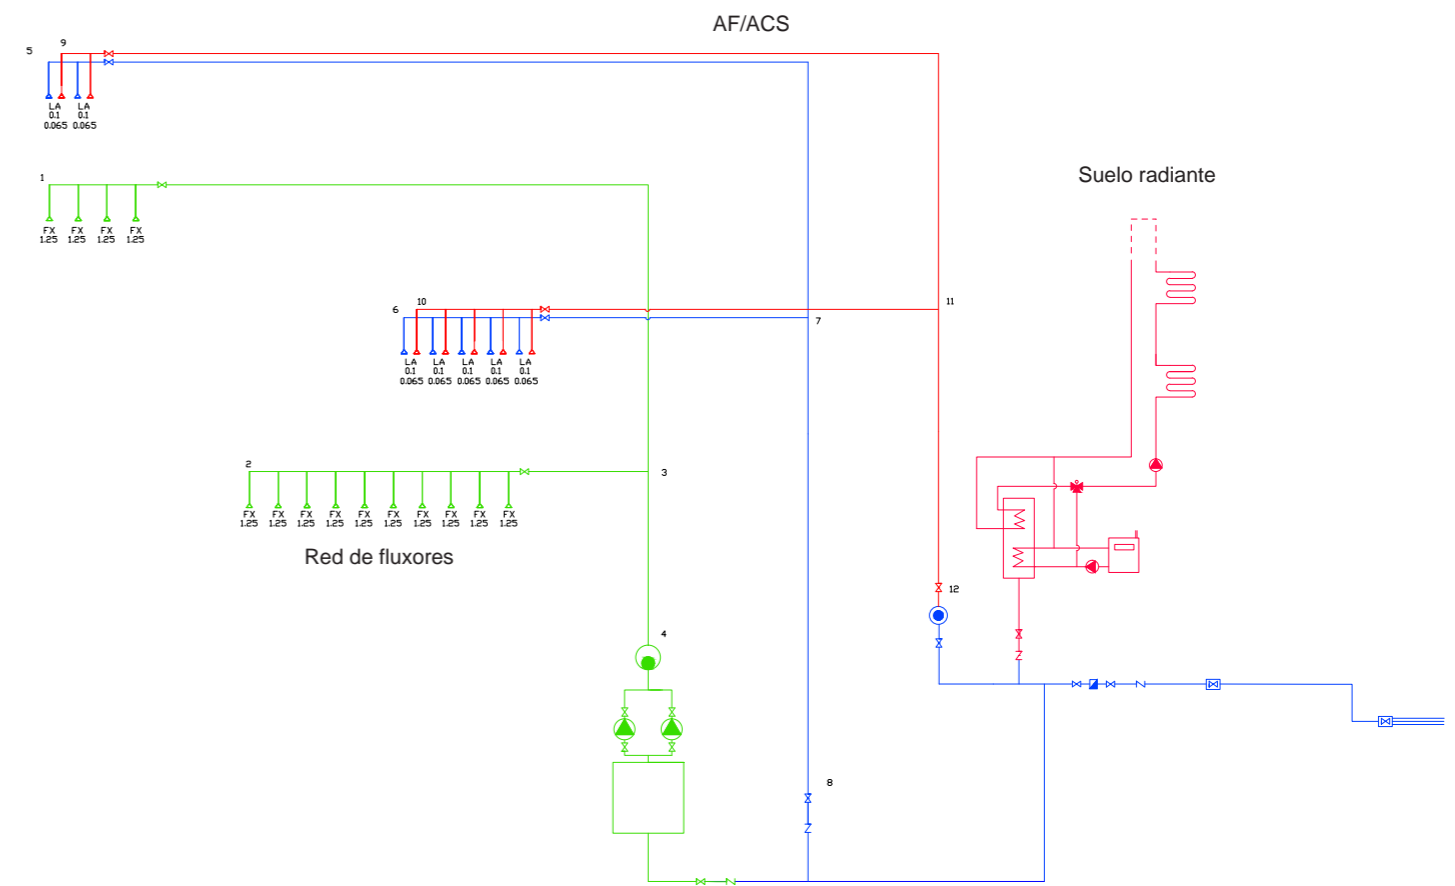 AF/ACS
5
9
LA LA
0.1 0.1
0.065 0.065
1
FX FX FX FX
1.25 1.25 1.25 1.25
Suelo radiante
6
10
11
7
LA LA LA LA LA
0.1 0.1 0.1 0.1 0.1
0.065 0.065 0.065 0.065 0.065
2
3
FX FX FX FX FX FX FX FX FX FX
1.25 1.25 1.25 1.25 1.25 1.25 1.25 1.25 1.25 1.25
Red de fluxores
12
4
8